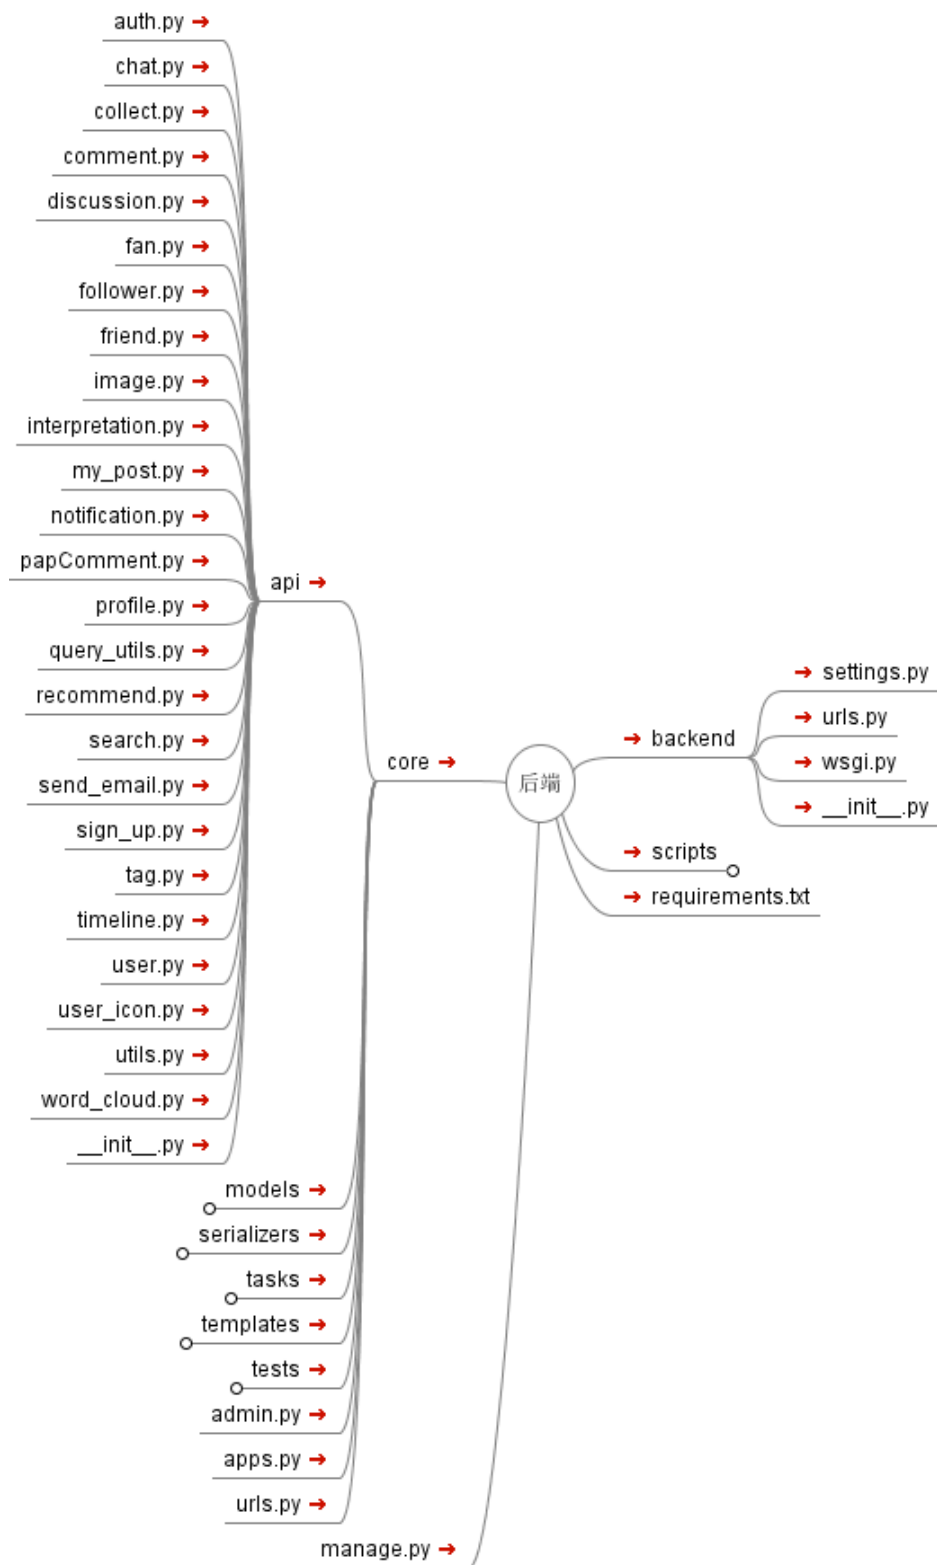 auth.py
chat.py
collect.py
comment.py
discussion.py
fan.py
follower.py
friend.py
image.py
interpretation.py
my_post.py
notification.py
papComment.py
profile.py
query_utils.py
recommend.py
search.py
send_email.py
sign_up.py
tag.py
timeline.py
user.py
user_icon.py
utils.py
word_cloud.py
__init__.py
api
models
serializers
tasks
templates
tests
admin.py
apps.py
urls.py
core
manage.py
后端
backend
settings.py
urls.py
wsgi.py
__init__.py
scripts
requirements.txt